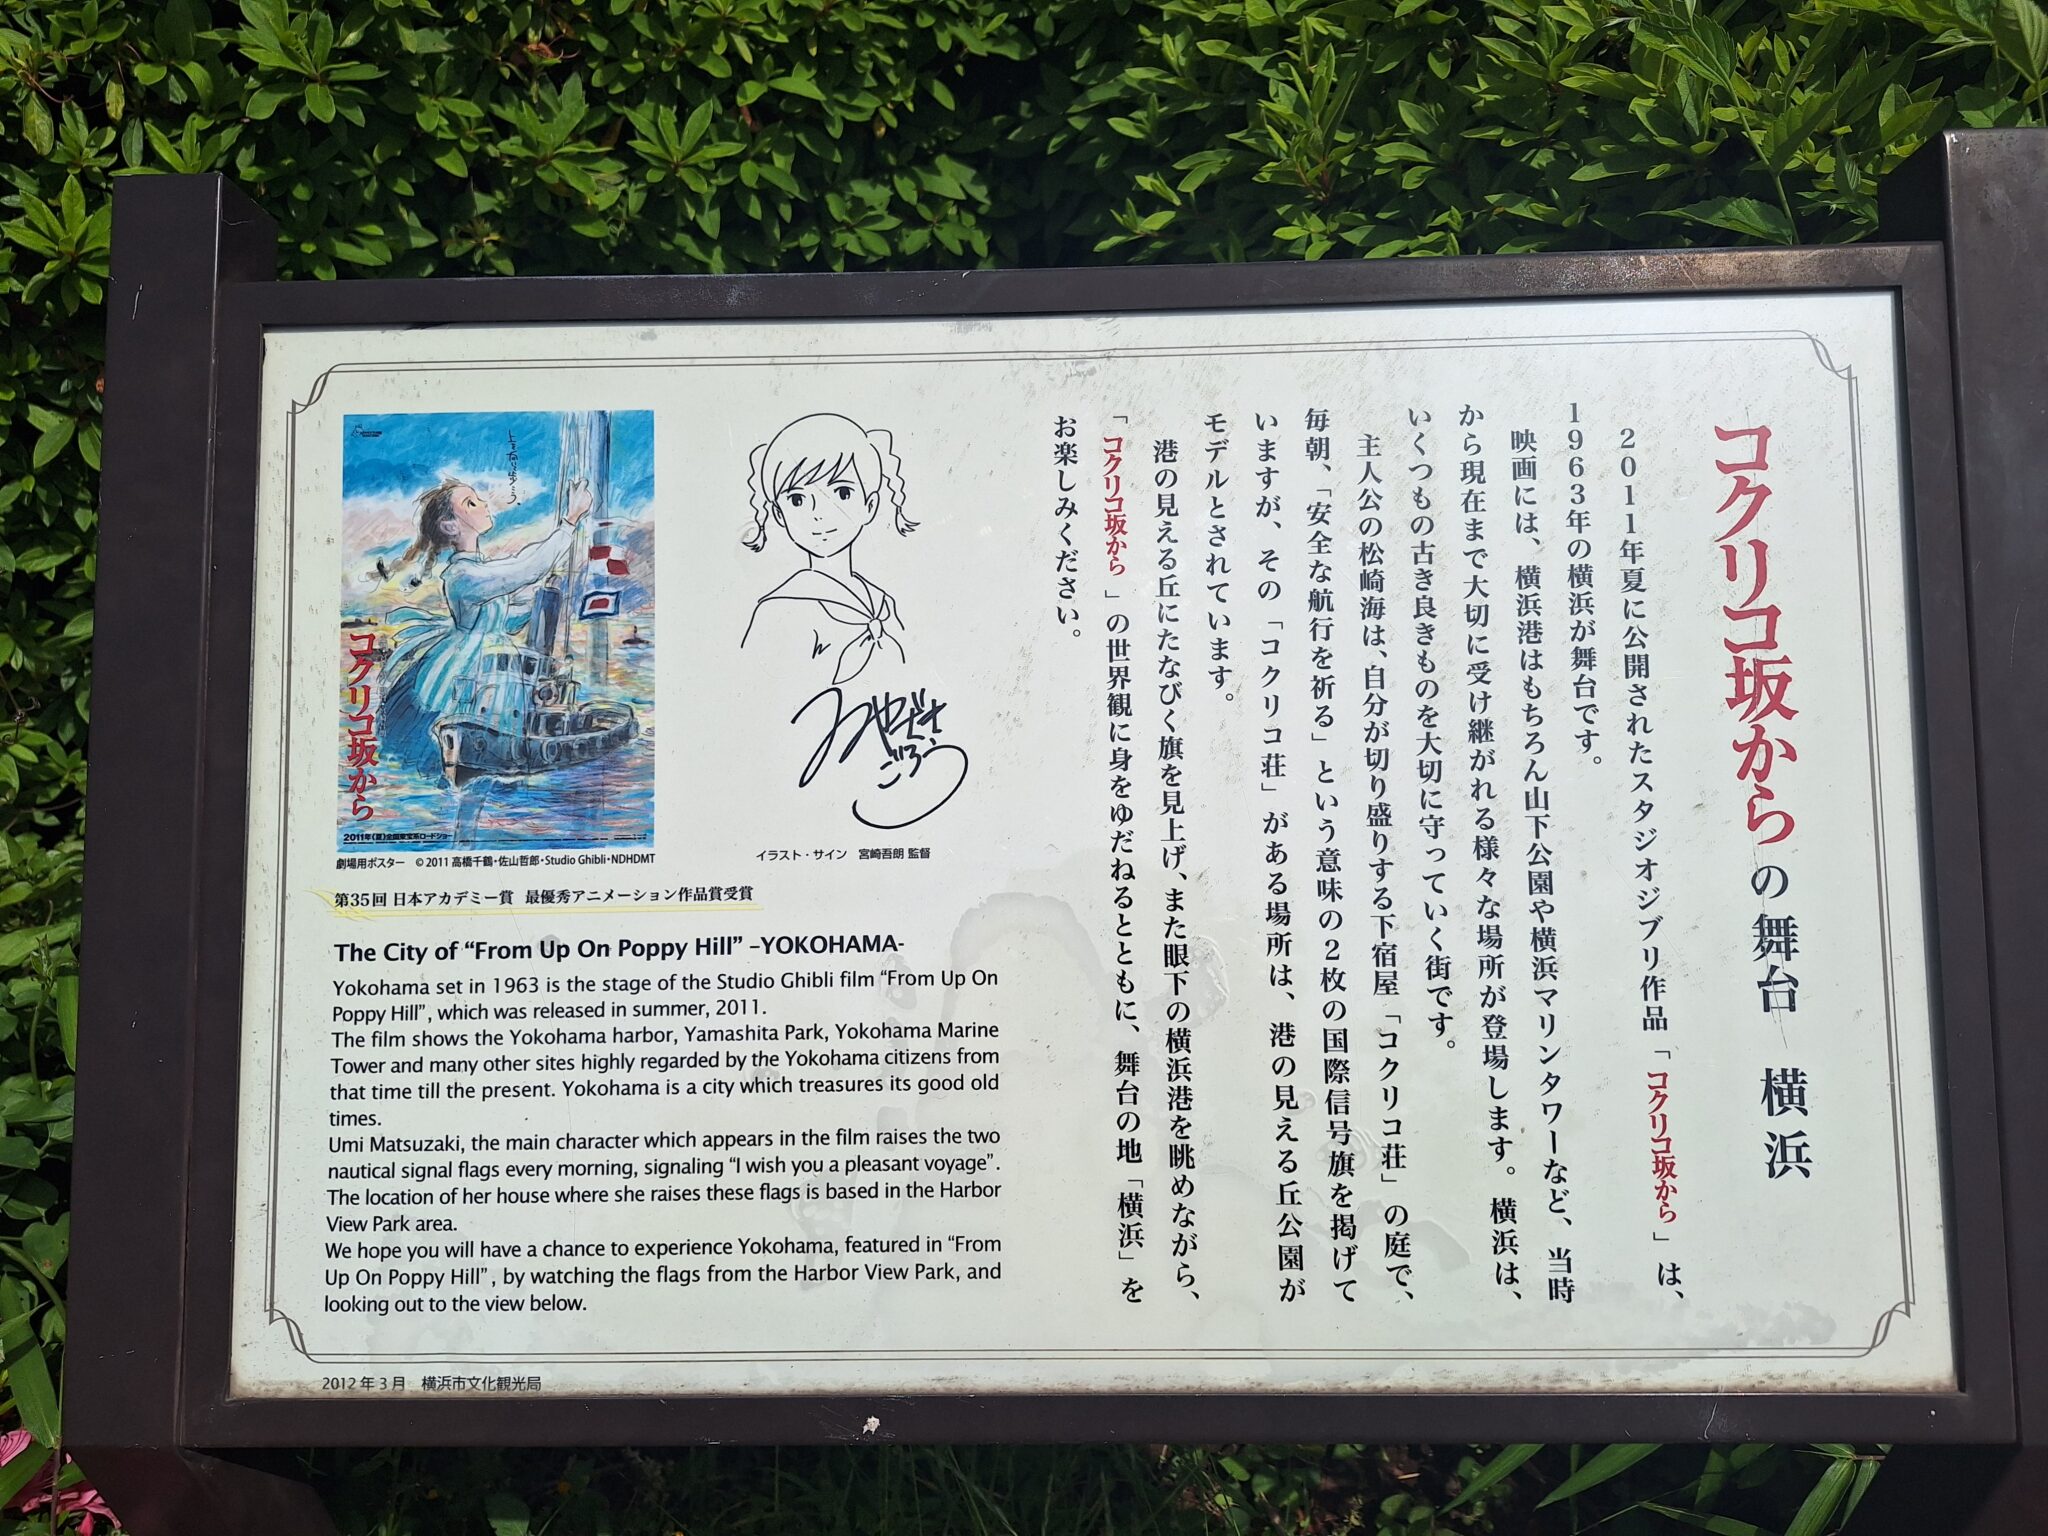 コクリコ坂からの舞台　横浜
2011年夏に公開されたスタジオジブリ作品「コクリコ坂から」は、
1963年の横浜が舞台です。
映画には、横浜港はもちろん山下公園や横浜マリンタワーなど、当時
から現在まで大切に受け継がれる様々な場所が登場します。横浜は、
いくつもの古き良きものを大切に守っていく街です。
主人公の松崎海は、自分が切り盛りする下宿屋「コクリコ荘」の庭で、
毎朝、「安全な航行を祈る」という意味の2枚の国際信号旗を掲げて
いますが、その「コクリコ荘」がある場所は、港の見える丘公園が
モデルとされています。
港の見える丘にたなびく旗を見上げ、また眼下の横浜港を眺めながら、
「コクリコ坂から」の世界観に身をゆだねるとともに、舞台の地「横浜」を
お楽しみください。
上を向いて歩こう。
コクリコ坂から
2011年〈夏〉全国東宝系ロードショー
劇場用ポスター　© 2011 高橋千鶴・佐山哲郎・Studio Ghibli・NDHDMT
みやざき
ごろう
イラスト・サイン　宮崎吾朗 監督
第35回 日本アカデミー賞　最優秀アニメーション作品賞受賞
The City of “From Up On Poppy Hill” –YOKOHAMA-
Yokohama set in 1963 is the stage of the Studio Ghibli film “From Up On
Poppy Hill”, which was released in summer, 2011.
The film shows the Yokohama harbor, Yamashita Park, Yokohama Marine
Tower and many other sites highly regarded by the Yokohama citizens from
that time till the present. Yokohama is a city which treasures its good old
times.
Umi Matsuzaki, the main character which appears in the film raises the two
nautical signal flags every morning, signaling “I wish you a pleasant voyage”.
The location of her house where she raises these flags is based in the Harbor
View Park area.
We hope you will have a chance to experience Yokohama, featured in “From
Up On Poppy Hill”, by watching the flags from the Harbor View Park, and
looking out to the view below.
2012年3月　横浜市文化観光局